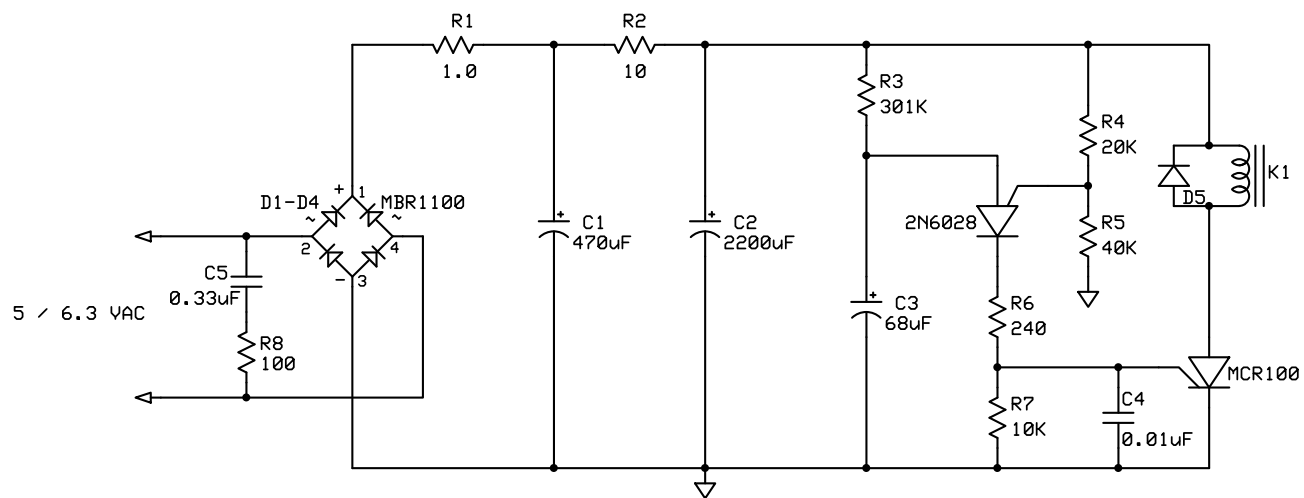 R1
1.0
R2
10
R3
301K
R4
20K
K1
D5
D1-D4
+
1
MBR1100
~
~
2
4
-
3
+
C1
470uF
+
C2
2200uF
2N6028
R5
40K
C5
0.33uF
5 / 6.3 VAC
R8
100
+
C3
68uF
R6
240
MCR100
R7
10K
C4
0.01uF